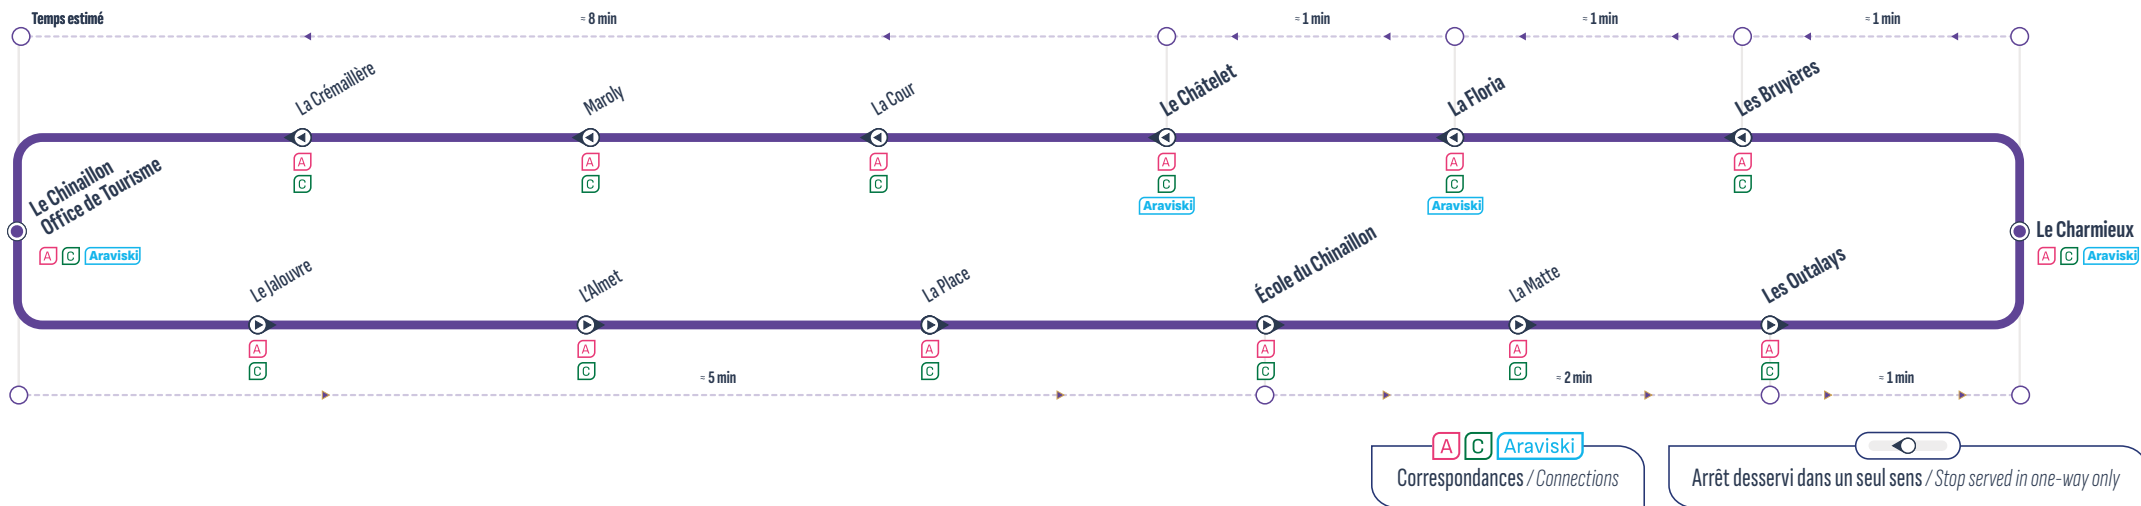 Temps estimé
≈ 8 min
≈ 1 min
≈ 1 min
≈ 1 min
La Crémaillère
Maroly
La Cour
Le Châtelet
La Floria
Les Bruyères
A
A
A
A
A
A
C
C
C
C
C
C
Araviski
Araviski
Le Chinaillon
Office de Tourisme
A C Araviski
Le Charmieux
A C Araviski
Le Jalouvre
L'Almet
La Place
École du Chinaillon
La Matte
Les Outalays
A
A
A
A
A
A
C
C
C
C
C
C
≈ 5 min
≈ 2 min
≈ 1 min
A C Araviski
Correspondances / Connections
Arrêt desservi dans un seul sens / Stop served in one-way only